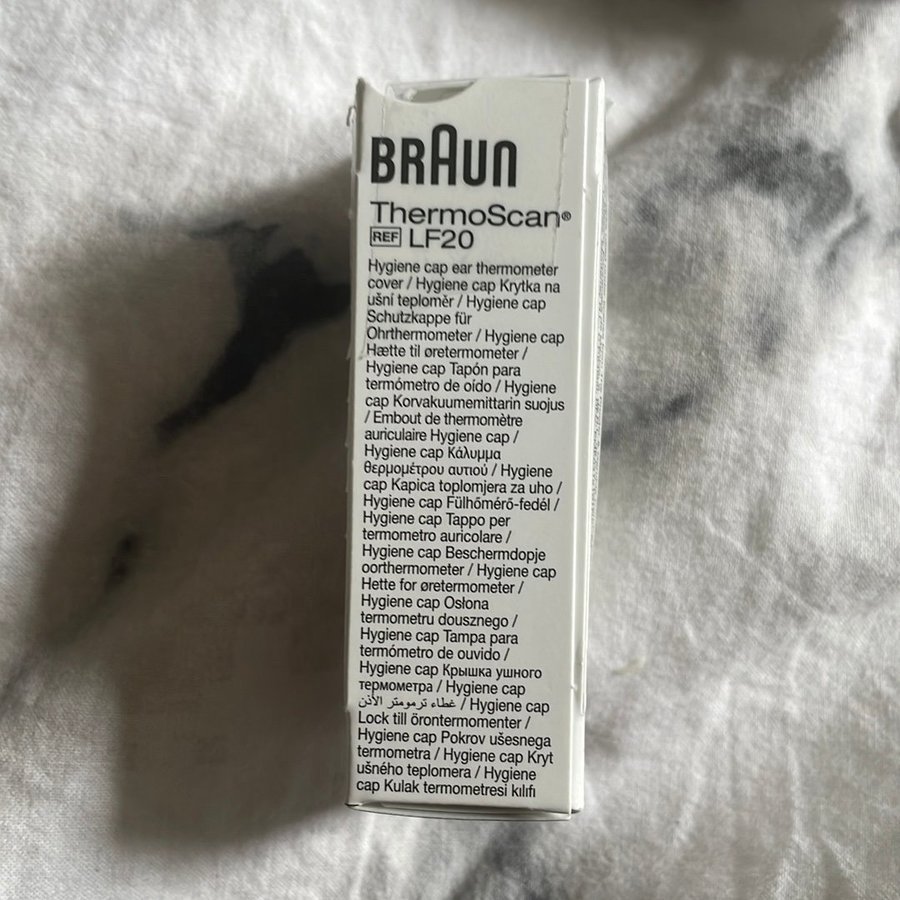 BRAUN
ThermoScan®
REF LF20
Hygiene cap ear thermometer
cover / Hygiene cap Krytka na
ušní teploměr / Hygiene cap
Schutzkappe für
Ohrthermometer / Hygiene cap
Hætte til øretermometer /
Hygiene cap Tapón para
termómetro de oído / Hygiene
cap Korvakuumemittarin suojus
/ Embout de thermomètre
auriculaire Hygiene cap /
Hygiene cap Κάλυμμα
θερμομέτρου αυτιού / Hygiene
cap Kapica toplomjera za uho /
Hygiene cap Fülhőmérő-fedél /
Hygiene cap Tappo per
termometro auricolare /
Hygiene cap Beschermdopje
oorthermometer / Hygiene cap
Hette for øretermometer /
Hygiene cap Osłona
termometru dousznego /
Hygiene cap Tampa para
termómetro de ouvido /
Hygiene cap Крышка ушного
термометра / Hygiene cap
غطاء ترمومتر الأذن / Hygiene cap
Lock till örontermomenter /
Hygiene cap Pokrov ušesnega
termometra / Hygiene cap Kryt
ušného teplomera / Hygiene
cap Kulak termometresi kılıfı